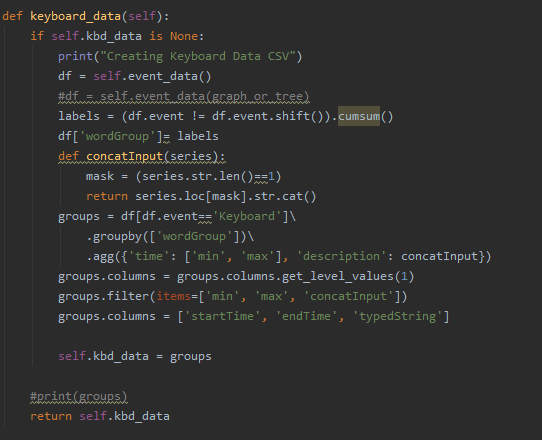 def keyboard_data(self):
    if self.kbd_data is None:
        print("Creating Keyboard Data CSV")
        df = self.event_data()
        #df = self.event_data(graph or tree)
        labels = (df.event != df.event.shift()).cumsum()
        df['wordGroup']= labels
        def concatInput(series):
            mask = (series.str.len()==1)
            return series.loc[mask].str.cat()
        groups = df[df.event=='Keyboard']\
            .groupby(['wordGroup'])\
            .agg({'time': ['min', 'max'], 'description': concatInput})
        groups.columns = groups.columns.get_level_values(1)
        groups.filter(items=['min', 'max', 'concatInput'])
        groups.columns = ['startTime', 'endTime', 'typedString']

        self.kbd_data = groups

    #print(groups)
    return self.kbd_data